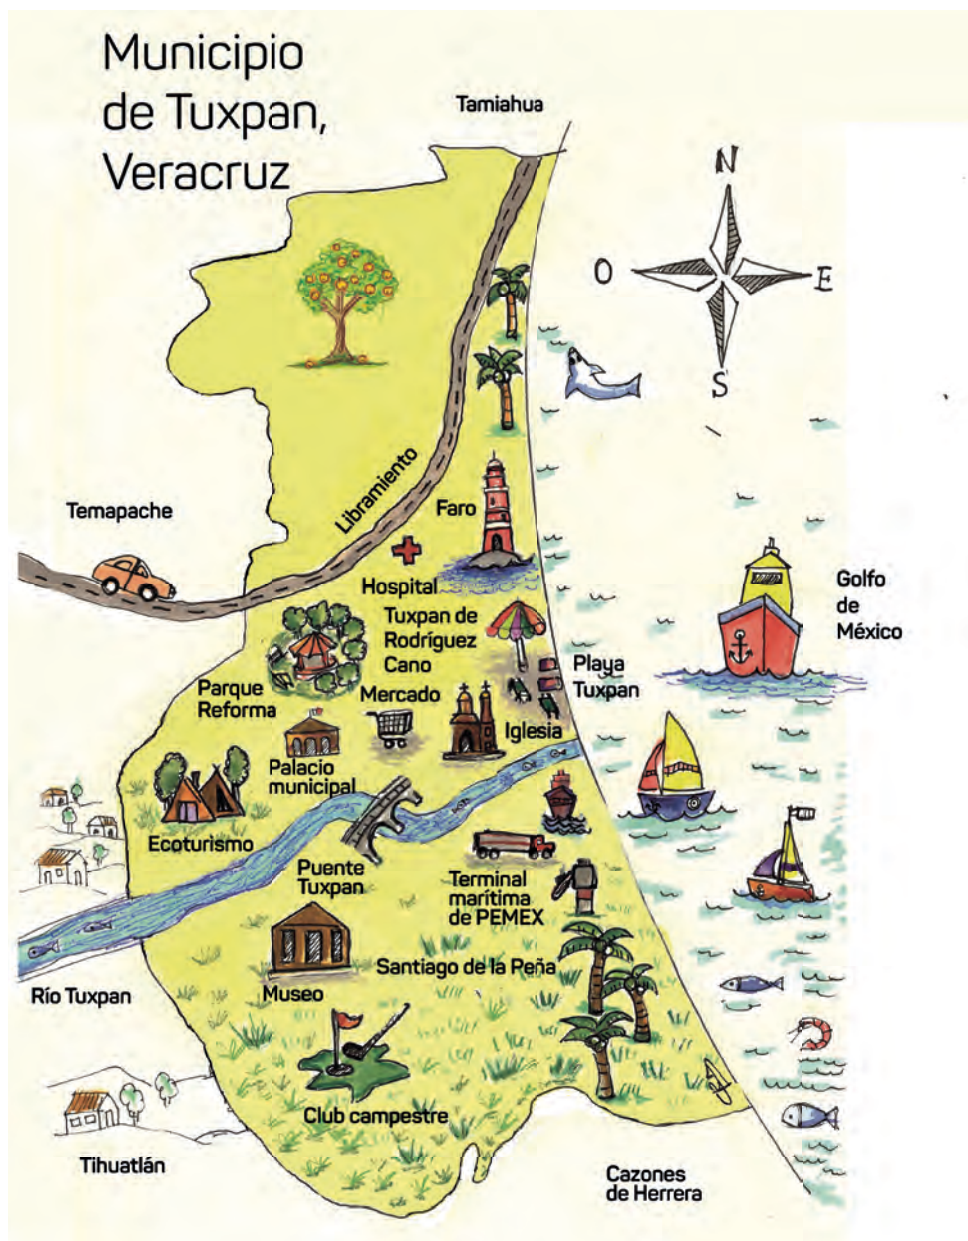 Municipio
de Tuxpan,
Veracruz
Tamiahua
N
O
E
S
Temapache
Libramiento
Faro
Hospital
Golfo
de
México
Tuxpan de
Rodríguez
Cano
Playa
Tuxpan
Parque
Reforma
Mercado
Iglesia
Palacio
municipal
Ecoturismo
Puente
Tuxpan
Terminal
marítima
de PEMEX
Santiago de la Peña
Río Tuxpan
Museo
Club campestre
Tihuatlán
Cazones
de Herrera